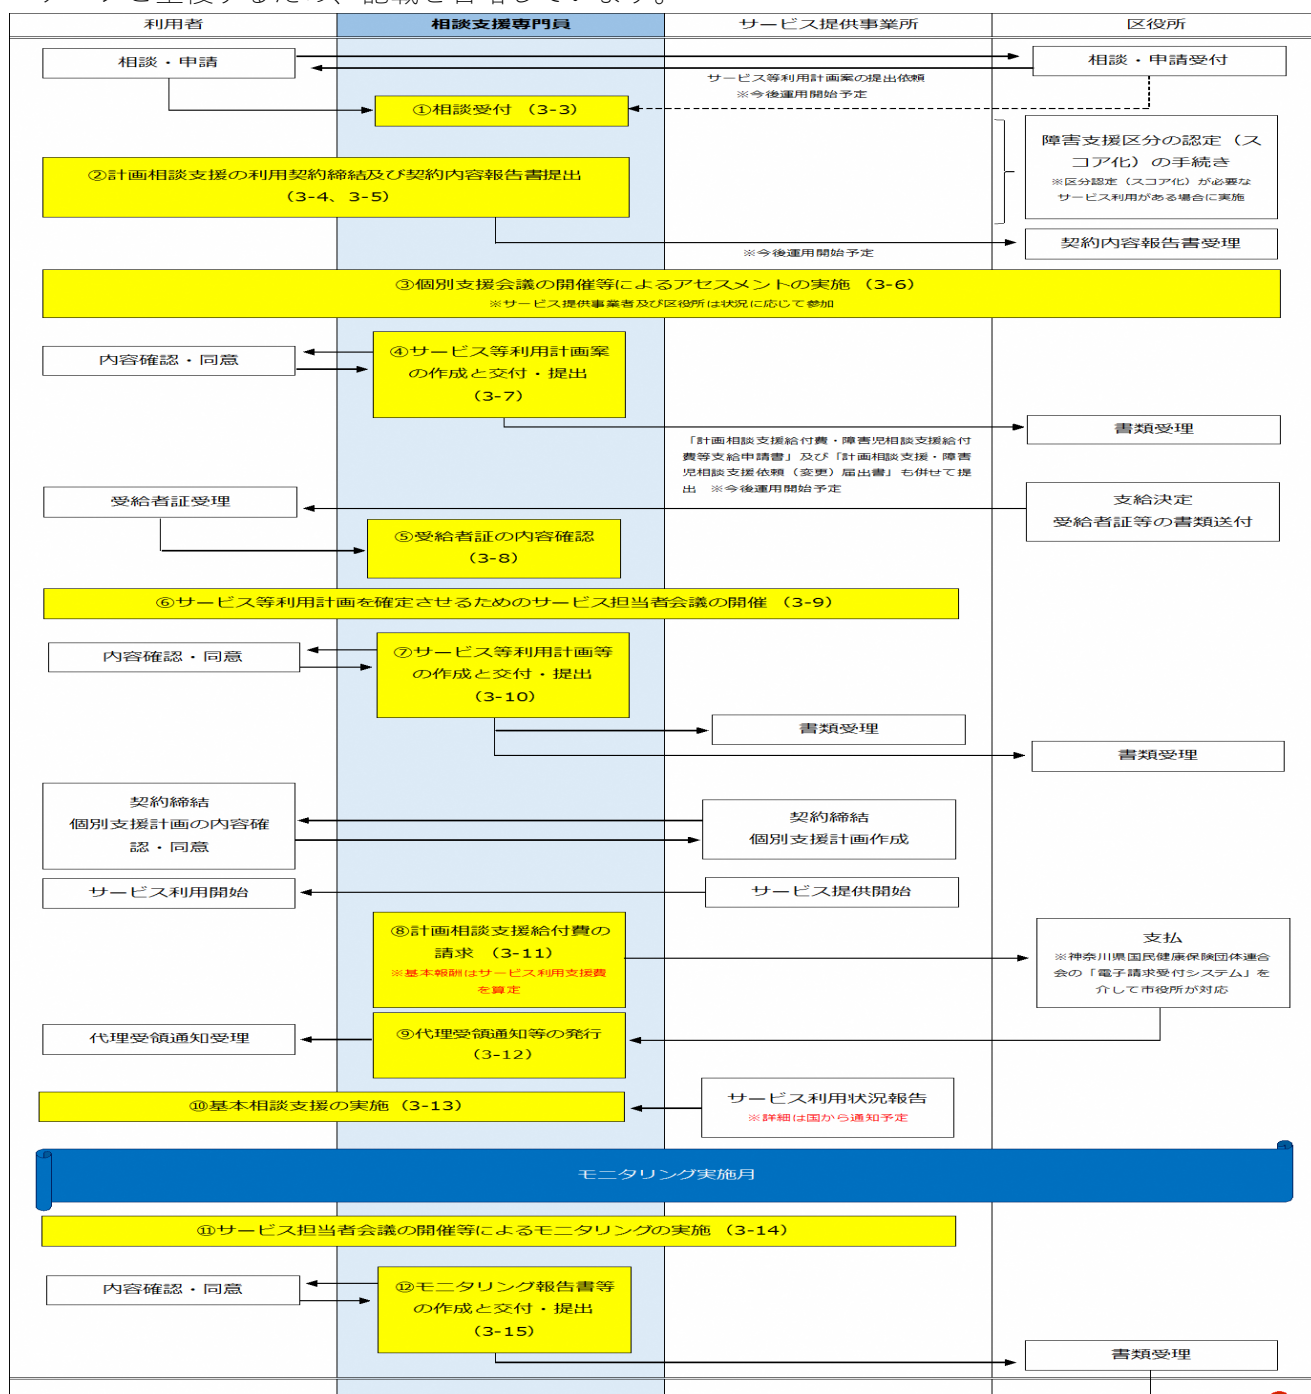 利用者
相談支援専門員
サービス提供事業所
区役所
相談・申請
相談・申請受付
サービス等利用計画案の提出依頼
※今後運用開始予定
①相談受付 (3-3)
障害支援区分の認定（ス
コア化）の手続き
※区分認定（スコア化）が必要な
サービス利用がある場合に実施
②計画相談支援の利用契約締結及び契約内容報告書提出
(3-4、3-5)
契約内容報告書受理
※今後運用開始予定
③個別支援会議の開催等によるアセスメントの実施 (3-6)
※サービス提供事業者及び区役所は状況に応じて参加
内容確認・同意
④サービス等利用計画案
の作成と交付・提出
(3-7)
書類受理
「計画相談支援給付費・障害児相談支援給付
費等支給申請書」及び「計画相談支援・障害
児相談支援依頼（変更）届出書」も併せて提
出　※今後運用開始予定
受給者証受理
支給決定
受給者証等の書類送付
⑤受給者証の内容確認
(3-8)
⑥サービス等利用計画を確定させるためのサービス担当者会議の開催 (3-9)
内容確認・同意
⑦サービス等利用計画等
の作成と交付・提出
(3-10)
書類受理
書類受理
契約締結
個別支援計画の内容確
認・同意
契約締結
個別支援計画作成
サービス利用開始
サービス提供開始
⑧計画相談支援給付費の
請求 (3-11)
※基本報酬はサービス利用支援費
を算定
支払
※神奈川県国民健康保険団体連合
会の「電子請求受付システム」を
介して市役所が対応
代理受領通知受理
⑨代理受領通知等の発行
(3-12)
⑩基本相談支援の実施 (3-13)
サービス利用状況報告
※詳細は国から通知予定
モニタリング実施月
⑪サービス担当者会議の開催等によるモニタリングの実施 (3-14)
内容確認・同意
⑫モニタリング報告書等
の作成と交付・提出
(3-15)
書類受理